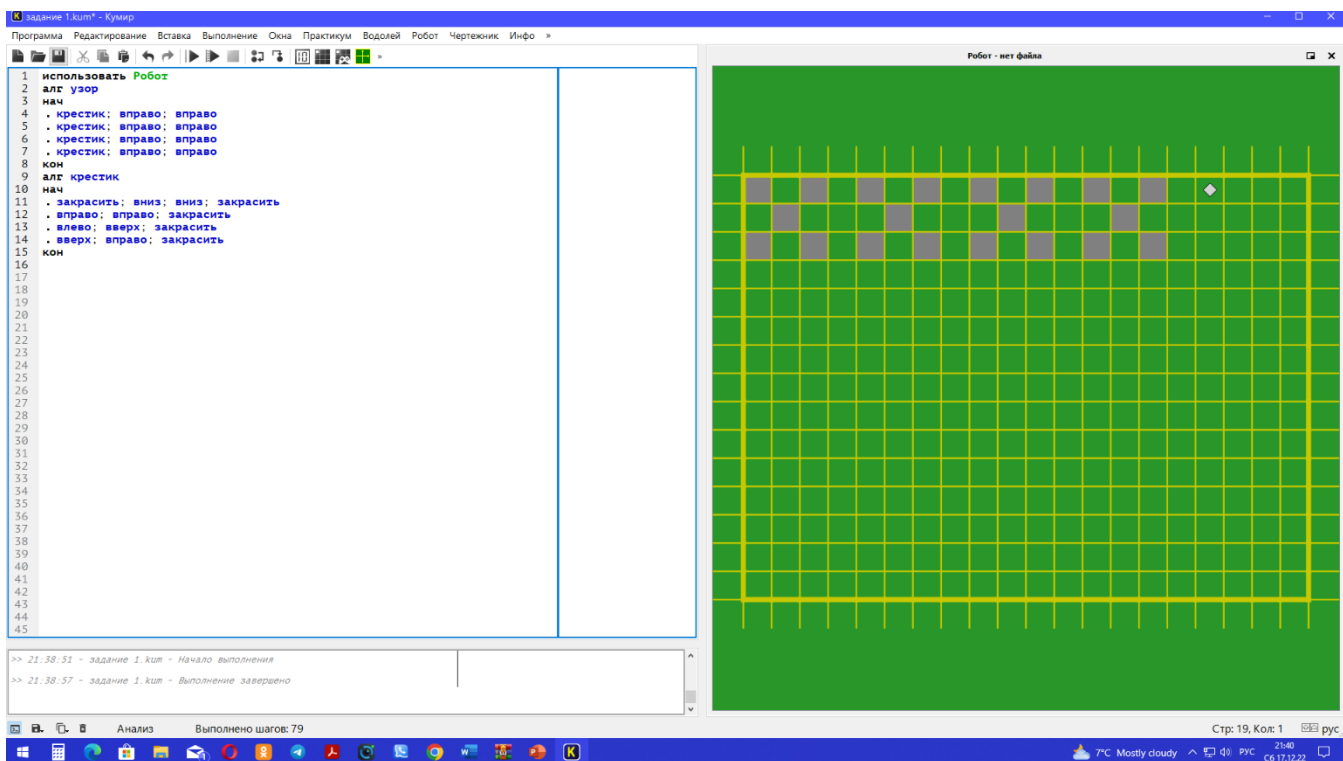 задание 1.kum* - Кумир
Программа Редактирование Вставка Выполнение Окна Практикум Водолей Робот Чертежник Инфо »
Робот - нет файла
1 использовать Робот
2 алг узор
3 нач
4 . крестик; вправо; вправо
5 . крестик; вправо; вправо
6 . крестик; вправо; вправо
7 . крестик; вправо; вправо
8 кон
9 алг крестик
10 нач
11 . закрасить; вниз; вниз; закрасить
12 . вправо; вправо; закрасить
13 . влево; вверх; закрасить
14 . вверх; вправо; закрасить
15 кон
16
17
18
19
20
21
22
23
24
25
26
27
28
29
30
31
32
33
34
35
36
37
38
39
40
41
42
43
44
45
>> 21:38:51 - задание 1.kum - Начало выполнения
>> 21:38:57 - задание 1.kum - Выполнение завершено
Анализ Выполнено шагов: 79
Стр: 19, Кол: 1 рус
7°C Mostly cloudy РУС 21:40
Сб 17.12.22